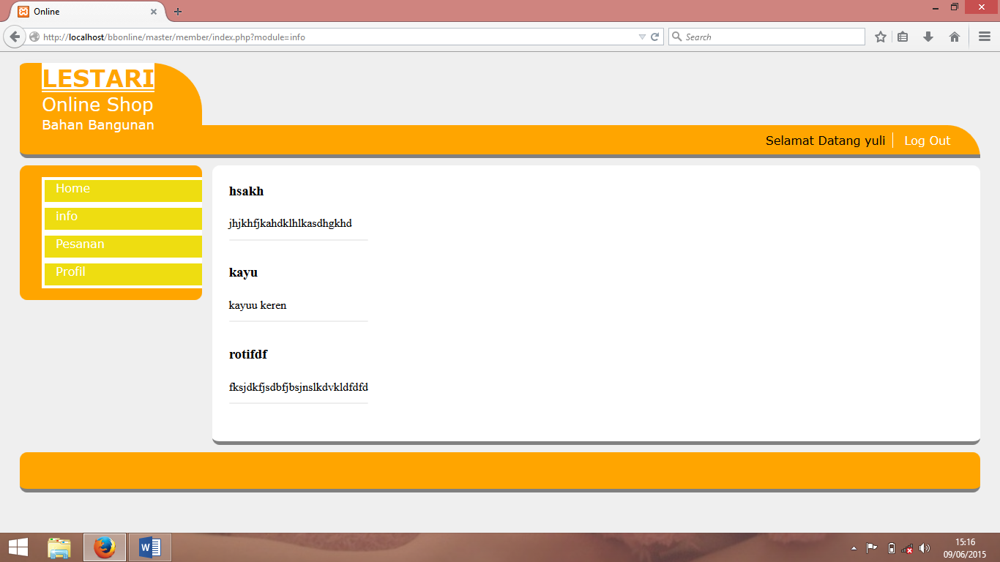 Online
http://localhost/bbonline/master/member/index.php?module=info
Search
LESTARI
Online Shop
Bahan Bangunan
Selamat Datang yuli
Log Out
Home
info
Pesanan
Profil
hsakh
jhjkhfjkahdklhlkasdhgkhd
kayu
kayuu keren
rotifdf
fksjdkfjsdbfjbsjnslkdvkldfdfd
15:16
09/06/2015